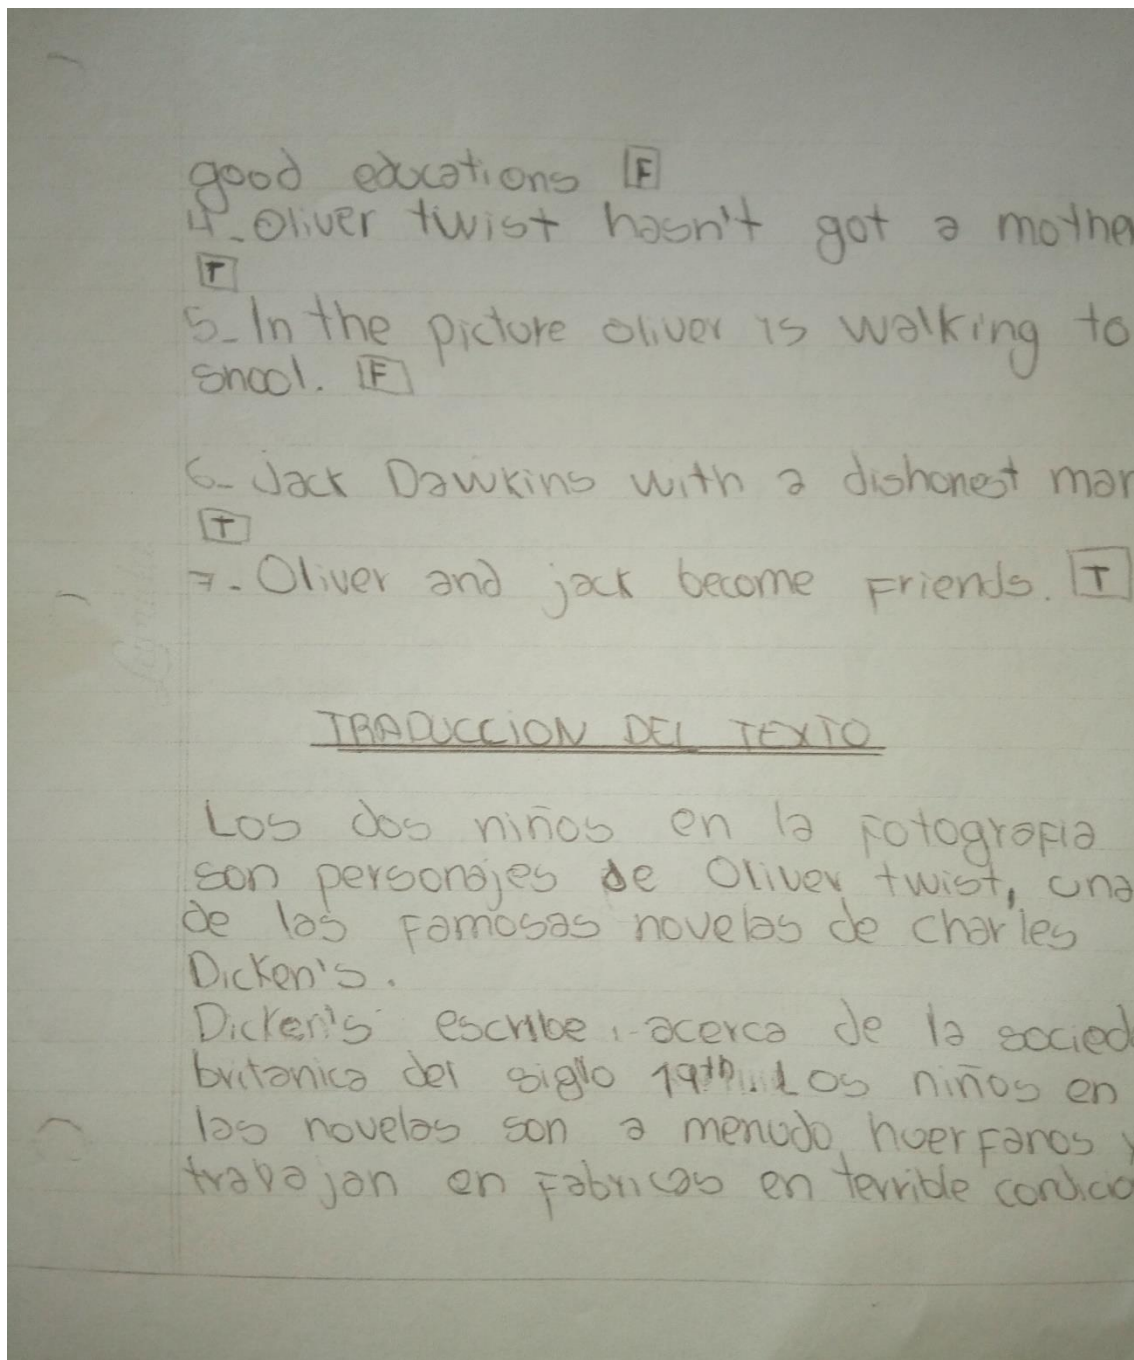 good educations F
4_Oliver twist hasn't got a mothe
T
5_In the picture oliver is walking to
shool. F
6_Jack Dawkins with a dishonest mar
T
7-Oliver and jack become Friends. T
TRADUCCION DEL TEXTO
Los dos niños en la Fotografia
son personajes de Oliver twist, una
de las Famosas novelas de charles
Dicken's.
Dicken's escribe, acerca de la socied
britanica del siglo 19th... Los niños en
las novelas son a menudo huerfanos y
trabajan en Fabricas en terrible condicio